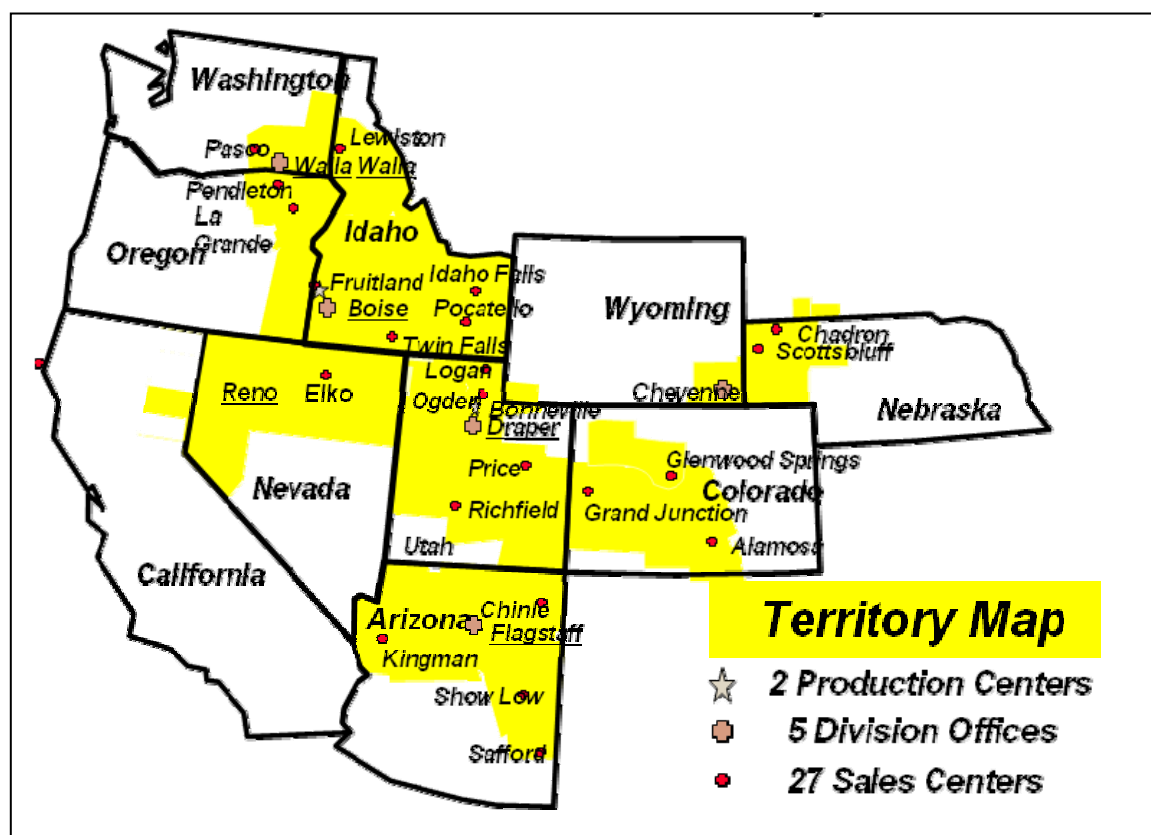 Washington
Pasco
Lewiston
Walla Walla
Pendleton
La
Grande
Oregon
Idaho
Fruitland
Boise
Idaho Falls
Pocatello
Twin Falls
Wyoming
Chadron
Scottsbluff
Cheyenne
Nebraska
Reno
Elko
Logan
Ogden
Bonneville
Draper
Price
Richfield
Utah
Nevada
Glenwood Springs
Colorado
Grand Junction
Alamosa
California
Arizona
Chinle
Flagstaff
Kingman
Show Low
Safford
Territory Map
2 Production Centers
5 Division Offices
27 Sales Centers